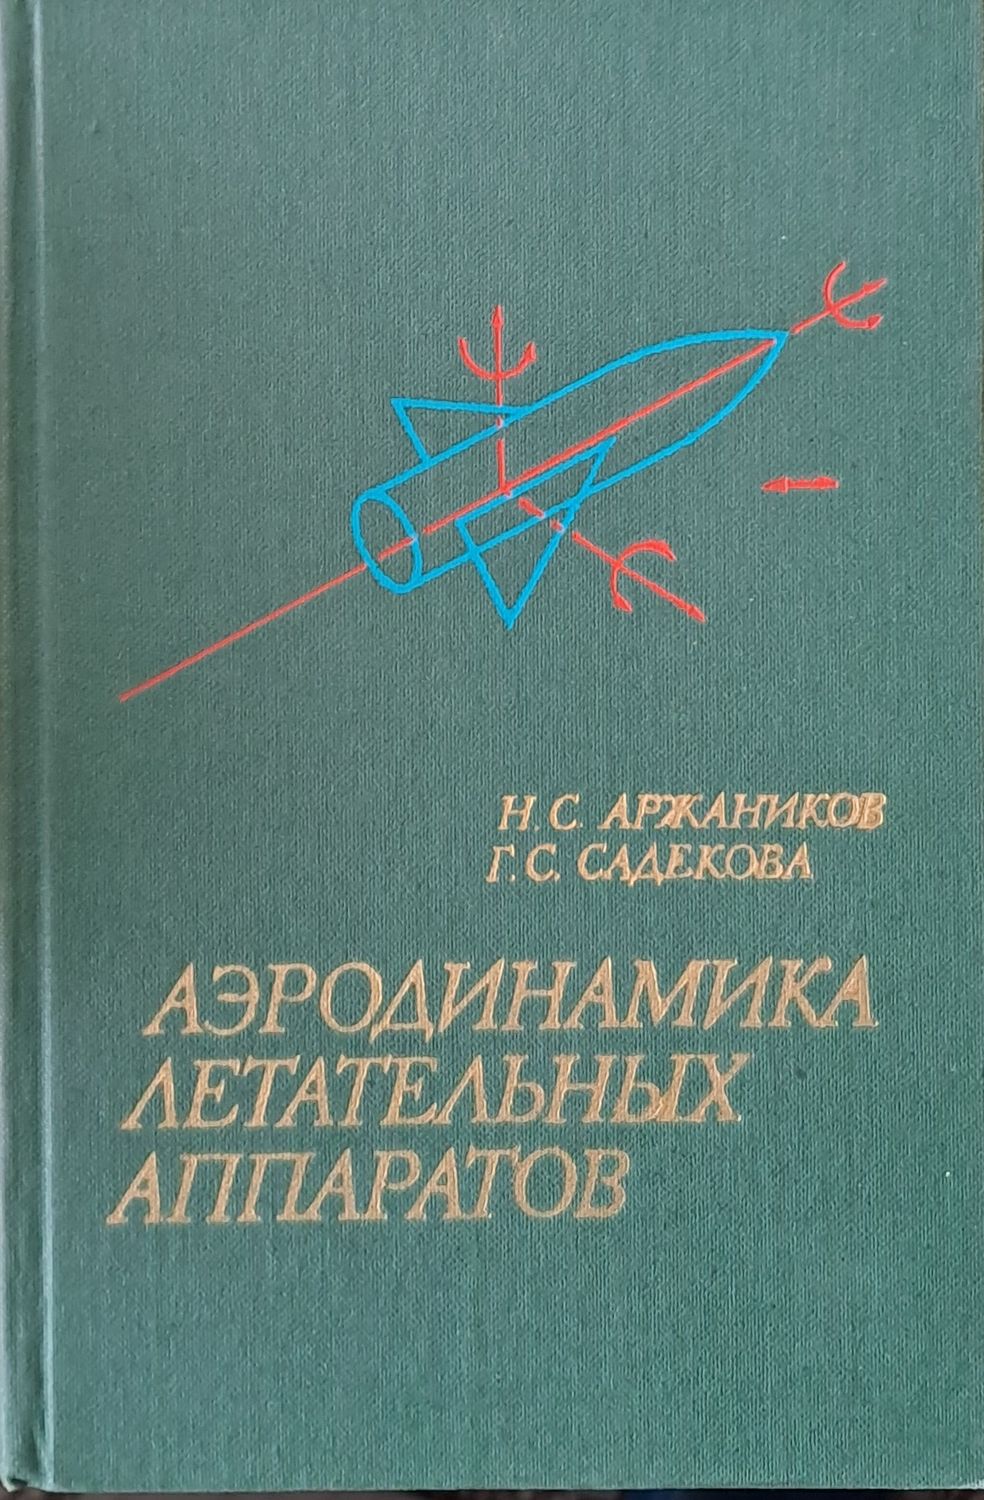 Н. С. АРЖАНИКОВ
Г. С. САДЕКОВА
АЭРОДИНАМИКА
ЛЕТАТЕЛЬНЫХ
АППАРАТОВ